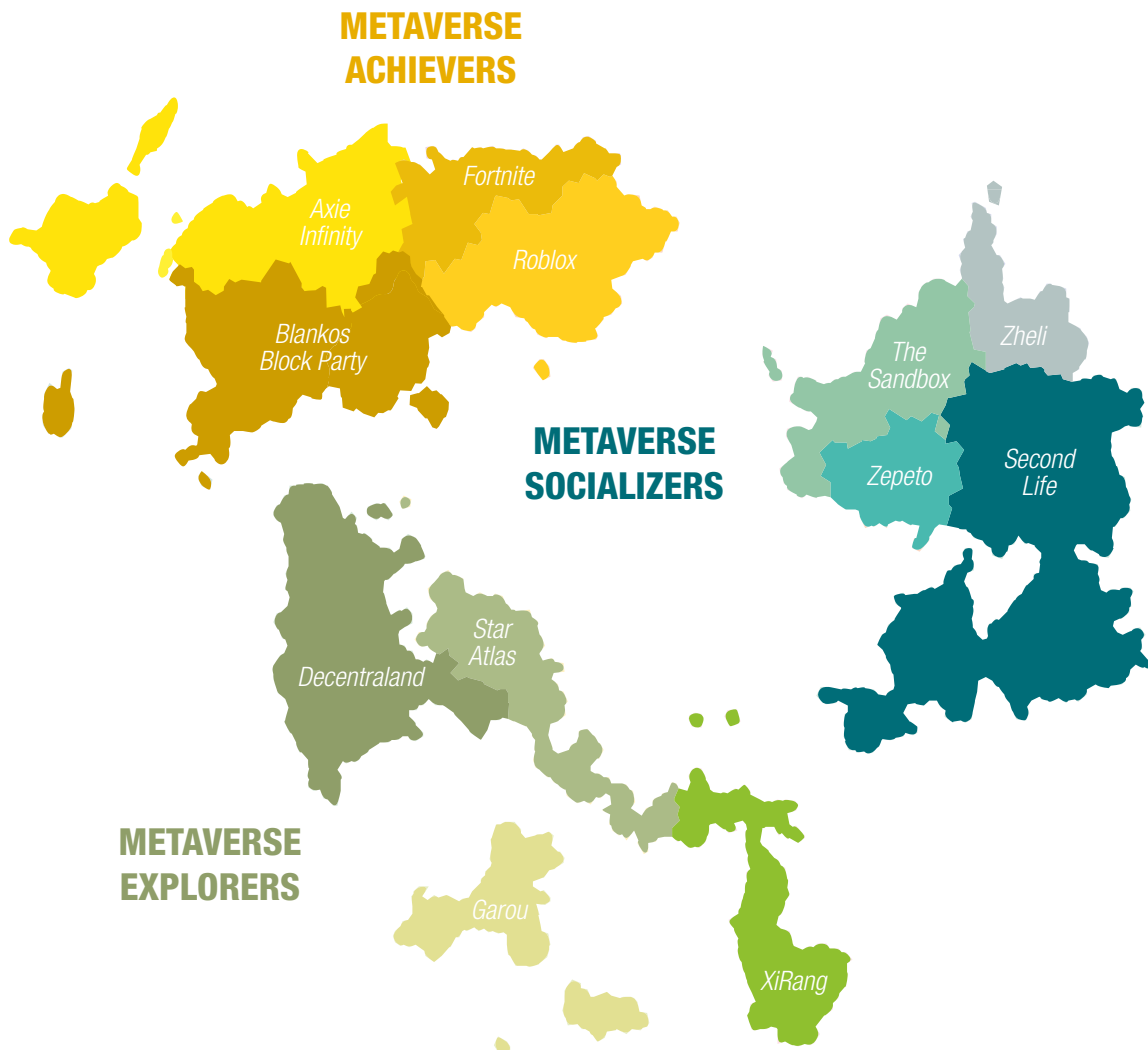 METAVERSE
ACHIEVERS
Fortnite
Axie
Infinity
Roblox
Blankos
Block Party
Zheli
The
Sandbox
METAVERSE
SOCIALIZERS
Second
Life
Zepeto
Star
Atlas
Decentraland
METAVERSE
EXPLORERS
Garou
XiRang